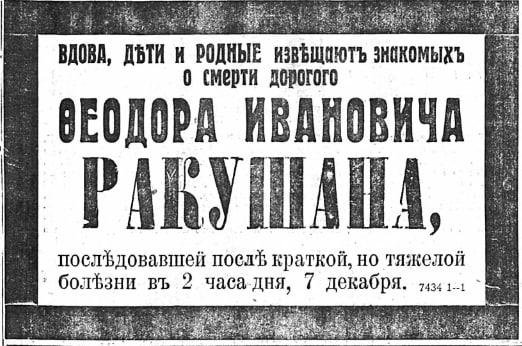 ВДОВА, ДѢТИ и РОДНЫЕ извѣщаютъ знакомыхъ
о смерти дорогого
ѲЕОДОРА ИВАНОВИЧА
РАКУШАНА,
послѣдовавшей послѣ краткой, но тяжелой
болѣзни въ 2 часа дня, 7 декабря. 7434 1--1